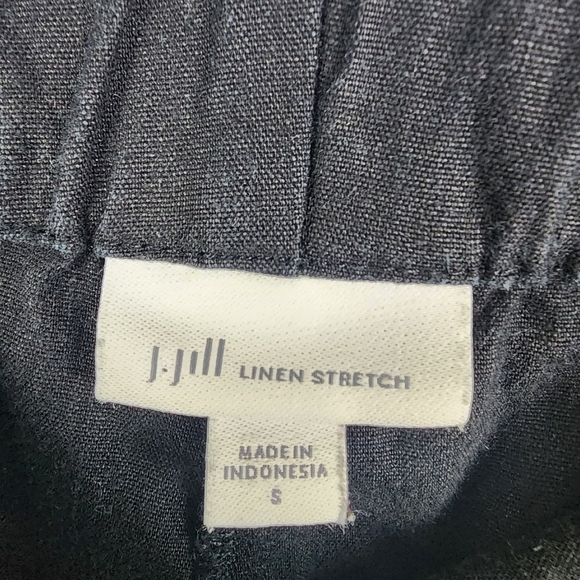 J.Jill LINEN STRETCH
MADE IN
INDONESIA
S